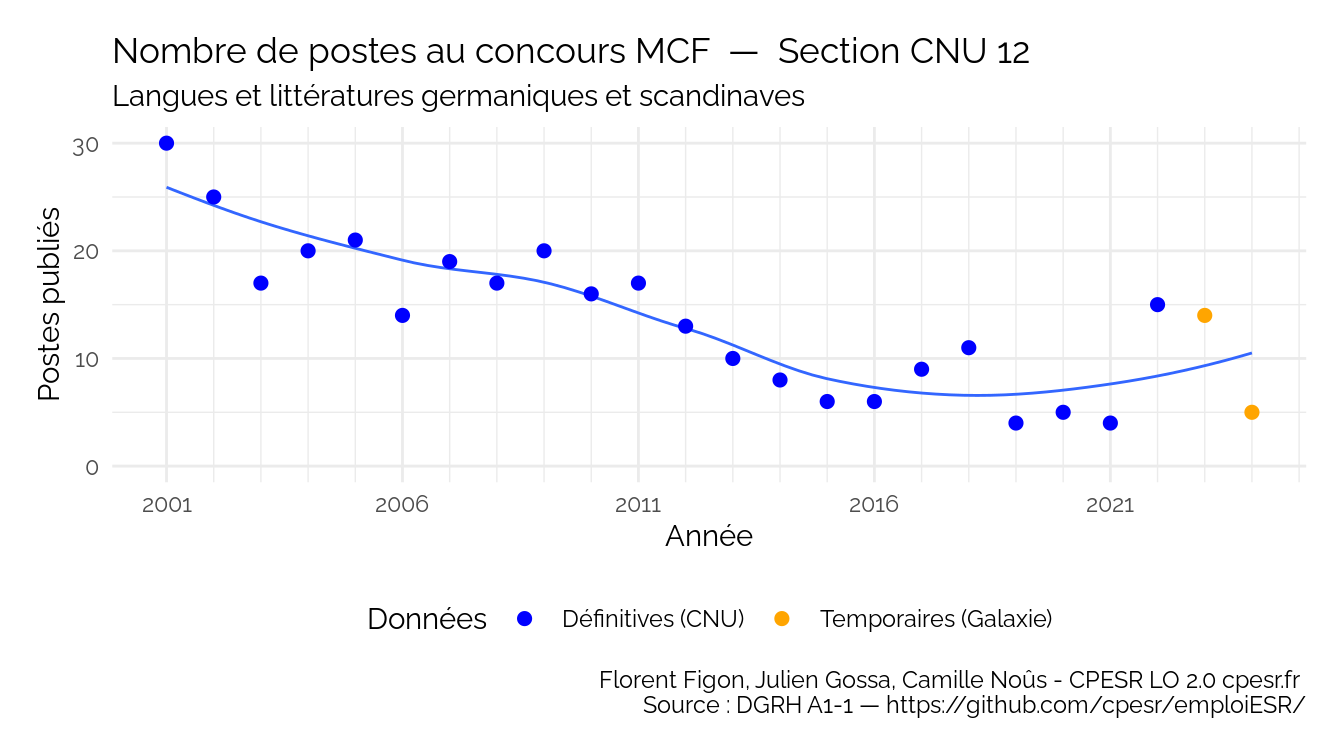 Nombre de postes au concours MCF — Section CNU 12
Langues et littératures germaniques et scandinaves
30
20
10
0
Postes publiés
2001 2006 2011 2016 2021
Année
Données Définitives (CNU) Temporaires (Galaxie)
Florent Figon, Julien Gossa, Camille Noûs - CPESR LO 2.0 cpesr.fr
Source : DGRH A1-1 — https://github.com/cpesr/emploiESR/